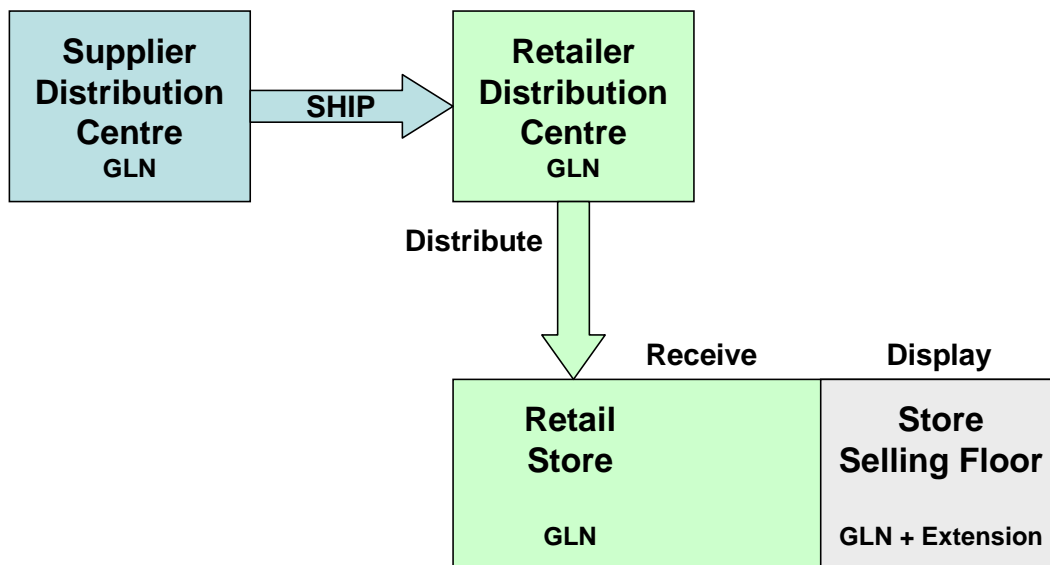 Supplier
Distribution
Centre
GLN
SHIP
Retailer
Distribution
Centre
GLN
Distribute
Receive
Display
Retail
Store
GLN
Store
Selling Floor
GLN + Extension